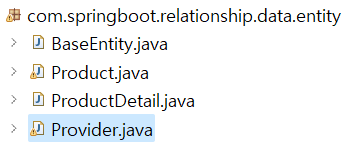 com.springboot.relationship.data.entity
BaseEntity.java
Product.java
ProductDetail.java
Provider.java